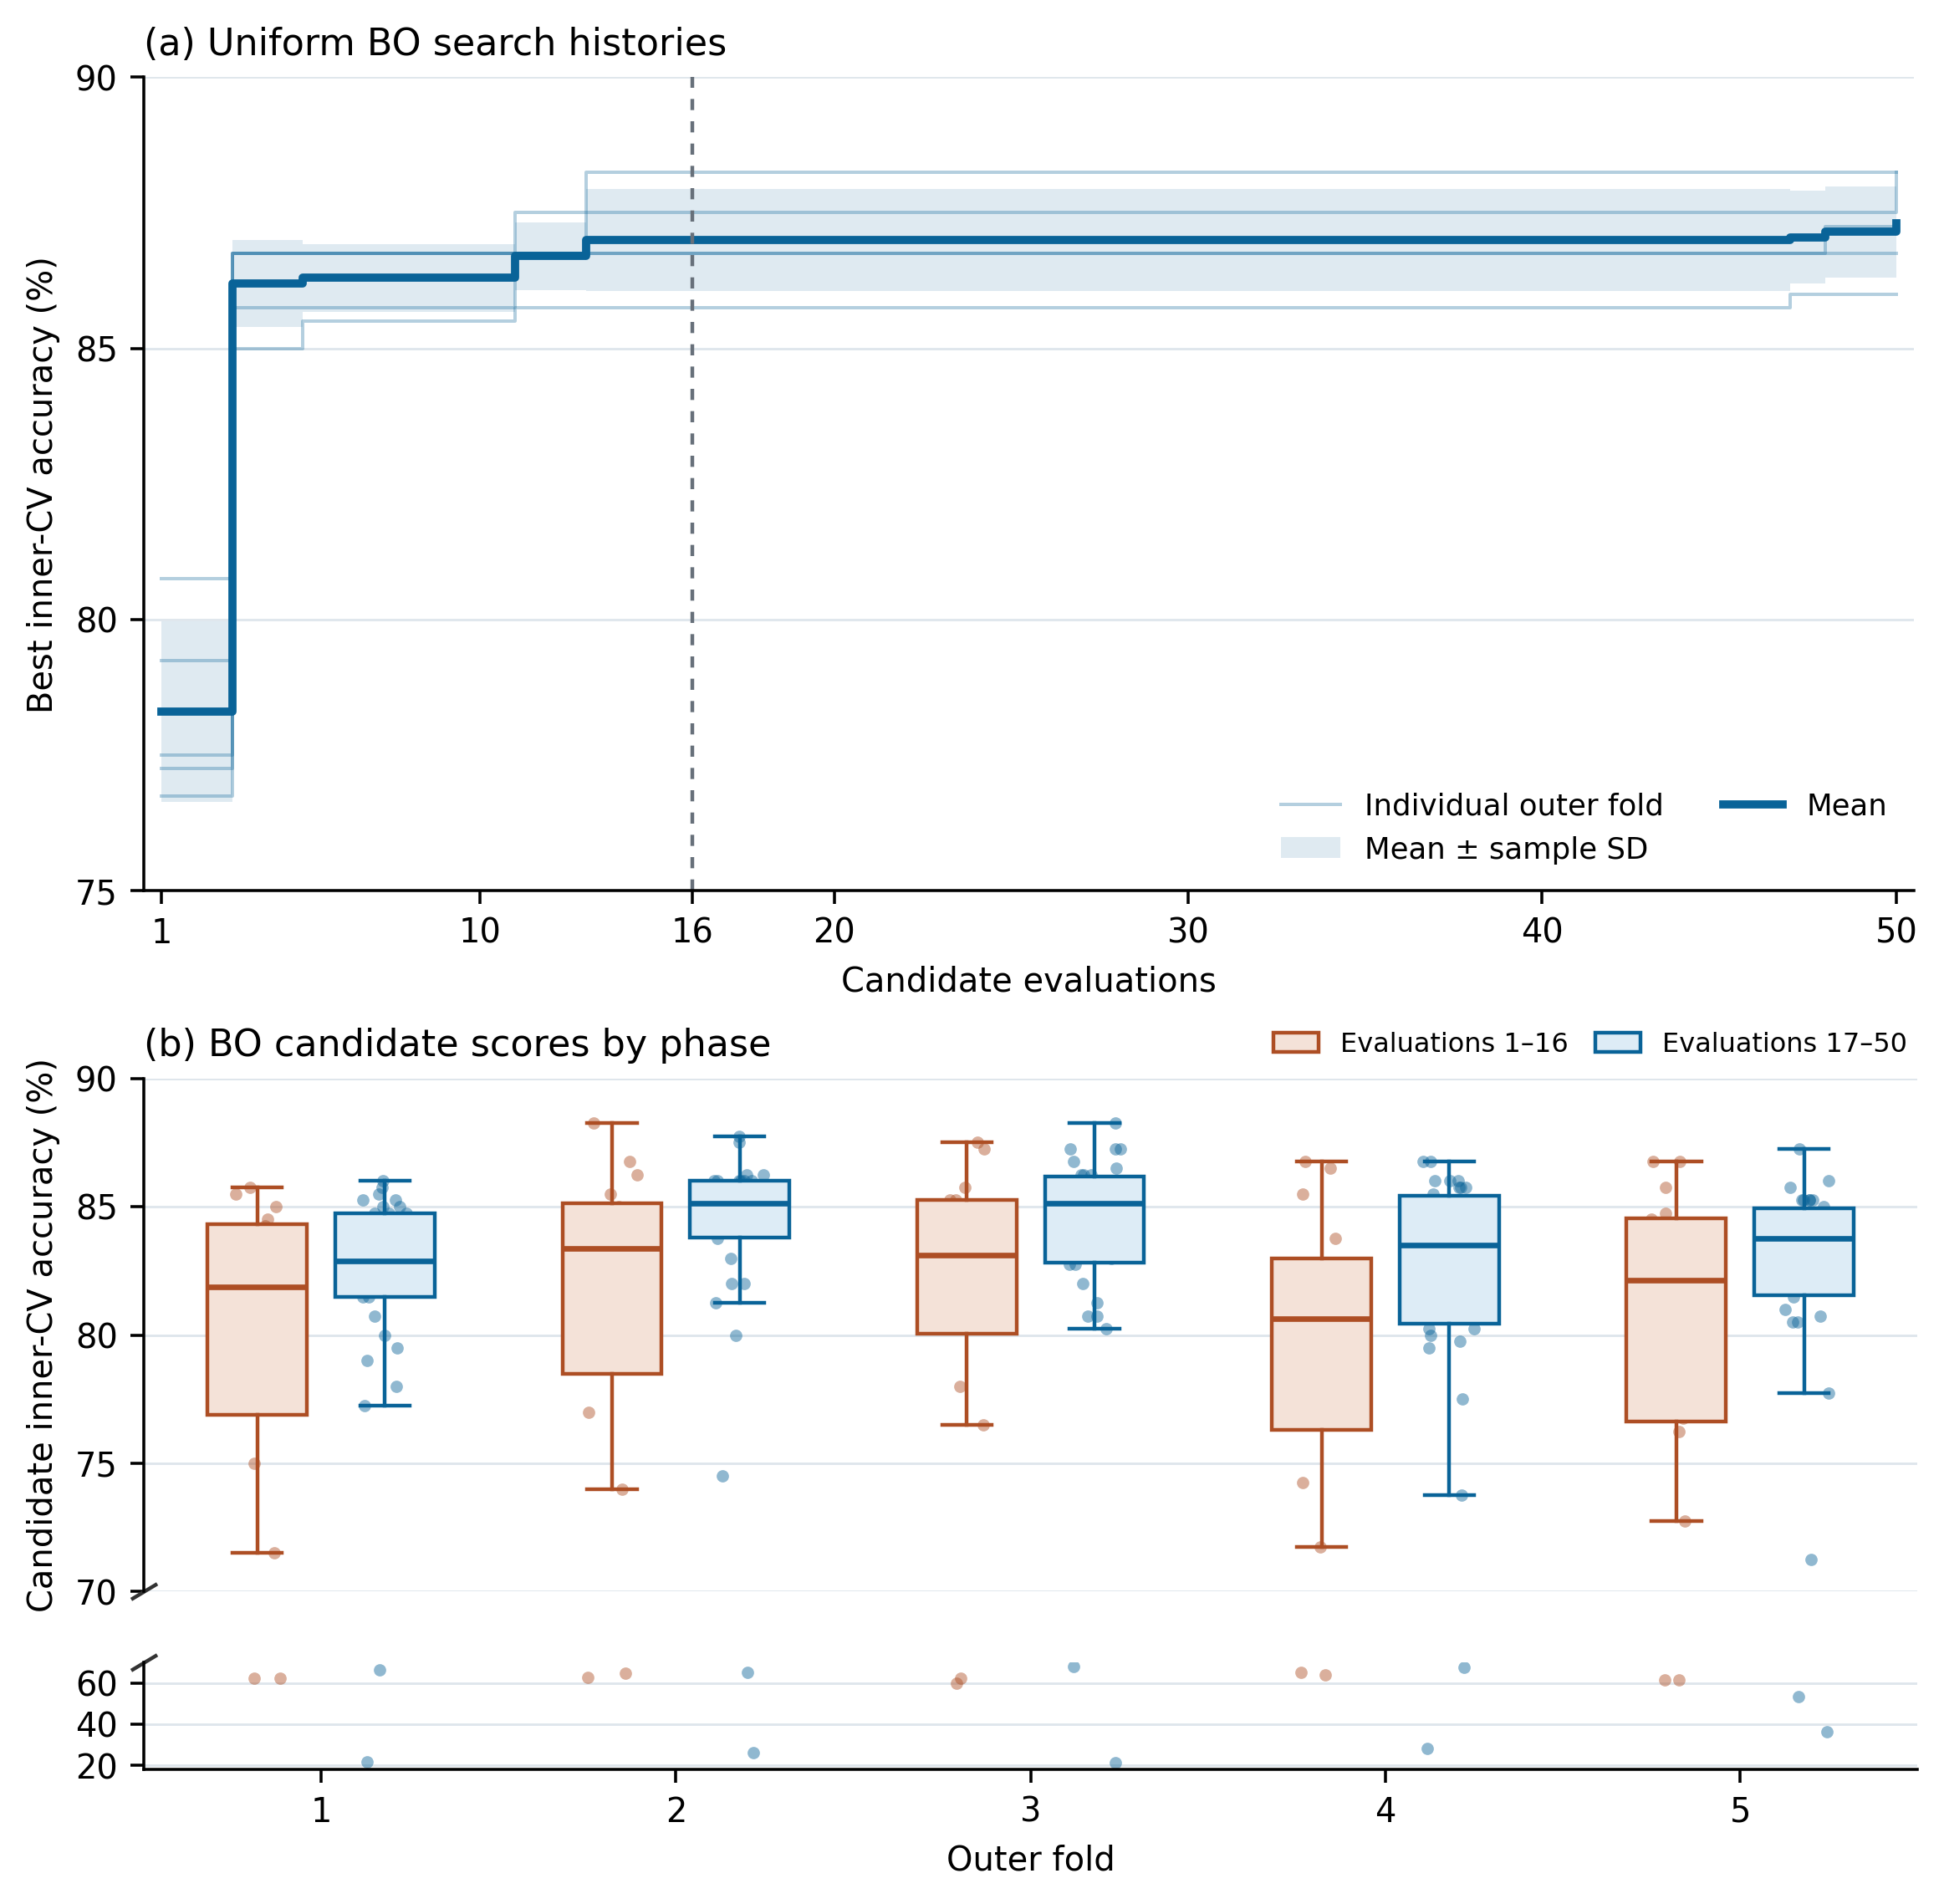 (a) Uniform BO search histories
90
85
80
75
Best inner-CV accuracy (%)
Individual outer fold
Mean
Mean ± sample SD
1 10 16 20 30 40 50
Candidate evaluations
(b) BO candidate scores by phase
Evaluations 1–16
Evaluations 17–50
90
85
80
75
70
60
40
20
Candidate inner-CV accuracy (%)
1 2 3 4 5
Outer fold